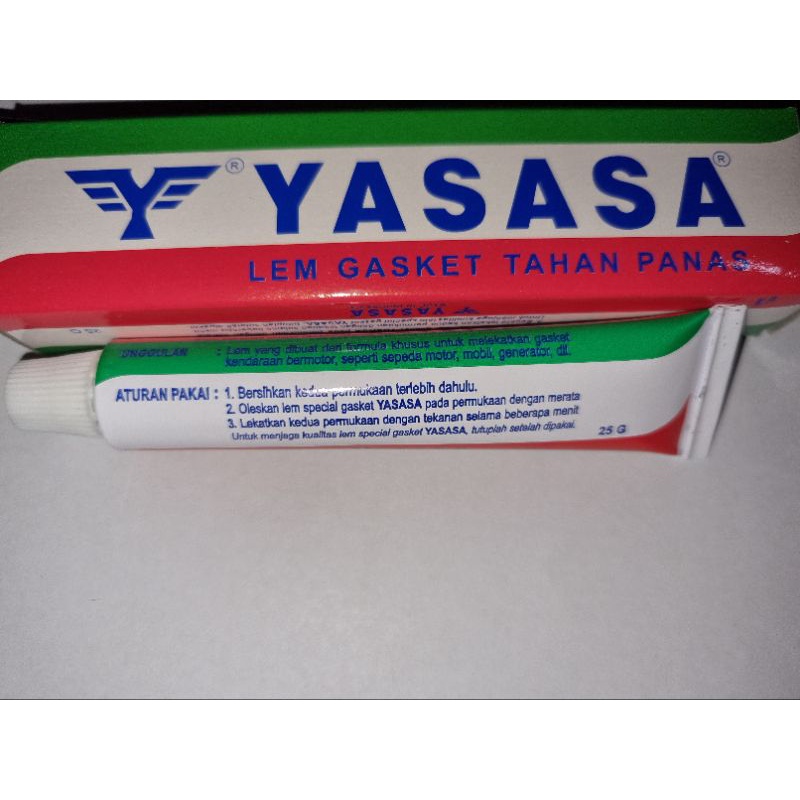 ® YASASA ®
LEM GASKET TAHAN PANAS
25 G
UNGGULAN : Lem yang dibuat dari formula khusus untuk melekatkan gasket
kendaraan bermotor, seperti sepeda motor, mobil, generator, dll.
ATURAN PAKAI : 1. Bersihkan kedua permukaan terlebih dahulu.
2. Oleskan lem special gasket YASASA pada permukaan dengan merata
3. Lekatkan kedua permukaan dengan tekanan selama beberapa menit
Untuk menjaga kualitas lem special gasket YASASA, tutuplah setelah dipakai.
25 G